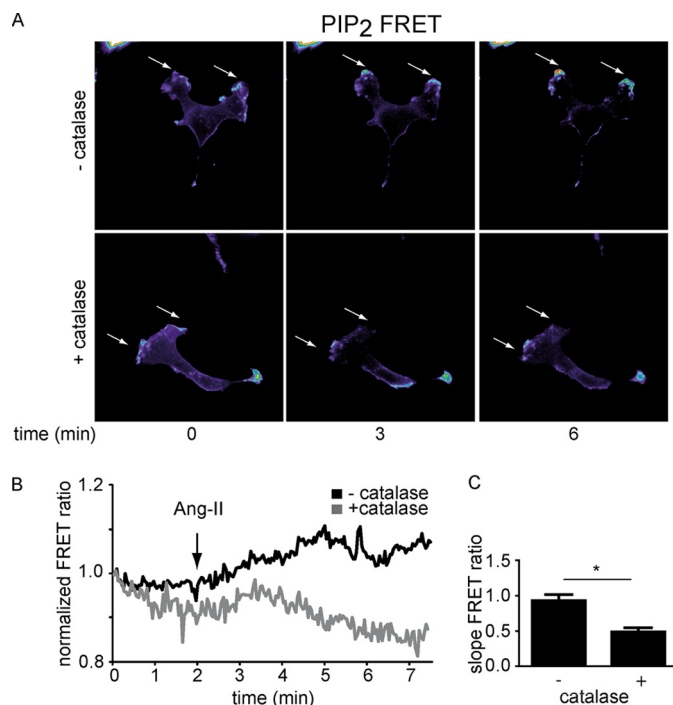 A
PIP2 FRET
- catalase
+ catalase
time (min) 0 3 6
B
normalized FRET ratio
1.2
1.0
0.8
Ang-II
- catalase
+catalase
0 1 2 3 4 5 6 7
time (min)
C
slope FRET ratio
1.5
1.0
0.5
0.0
*
- +
catalase